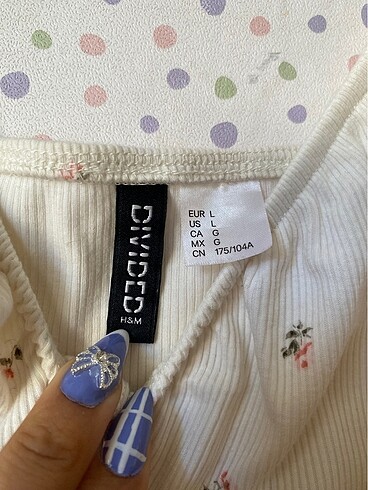 DIVIDED
H&M
EUR L
US L
CA G
MX G
CN 175/104A